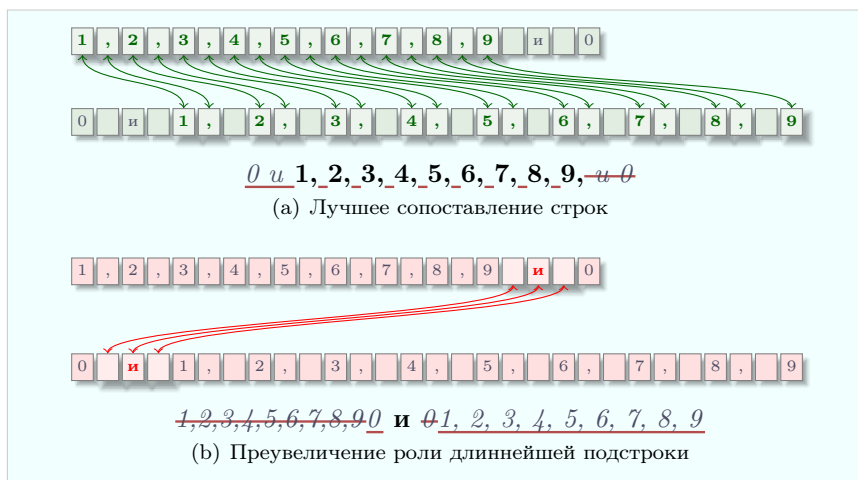 1 , 2 , 3 , 4 , 5 , 6 , 7 , 8 , 9 и 0
0 и 1 , 2 , 3 , 4 , 5 , 6 , 7 , 8 , 9
0 и 1, 2, 3, 4, 5, 6, 7, 8, 9, и 0
(a) Лучшее сопоставление строк
1 , 2 , 3 , 4 , 5 , 6 , 7 , 8 , 9 и 0
0 и 1 , 2 , 3 , 4 , 5 , 6 , 7 , 8 , 9
1,2,3,4,5,6,7,8,90 и 01, 2, 3, 4, 5, 6, 7, 8, 9
(b) Преувеличение роли длиннейшей подстроки